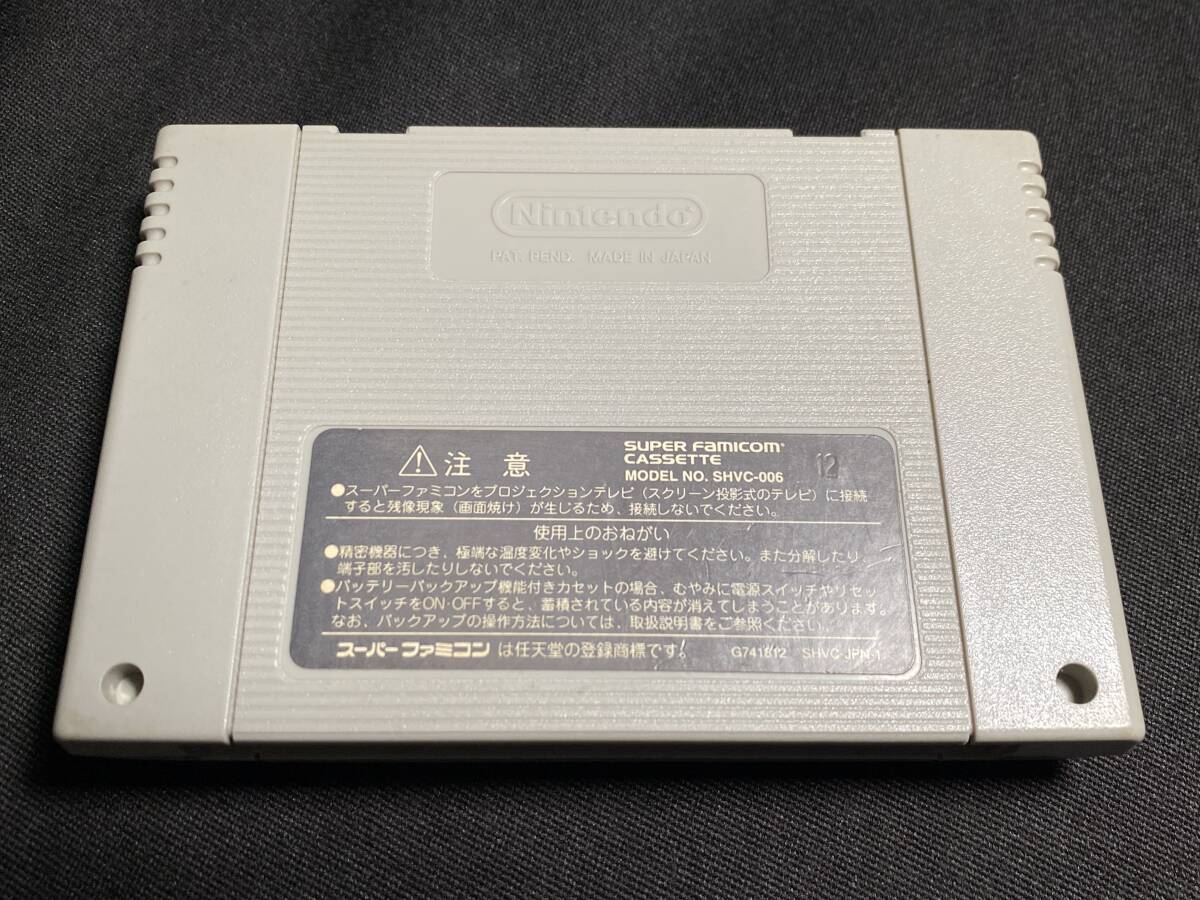 Nintendo®
PAT. PEND. MADE IN JAPAN
⚠注意
SUPER FAMICOM®
CASSETTE
MODEL NO. SHVC-006
12
●スーパーファミコンをプロジェクションテレビ(スクリーン投影式のテレビ)に接続
すると残像現象(画面焼け)が生じるため、接続しないでください。
使用上のおねがい
●精密機器につき、極端な温度変化やショックを避けてください。また分解したり、
端子部を汚したりしないでください。
●バッテリーバックアップ機能付きカセットの場合、むやみに電源スイッチやリセッ
トスイッチをON·OFFすると、蓄積されている内容が消えてしまうことがあります。
なお、バックアップの操作方法については、取扱説明書をご参照ください。
スーパーファミコンは任天堂の登録商標です。
G741812 SHVC-JPN-1